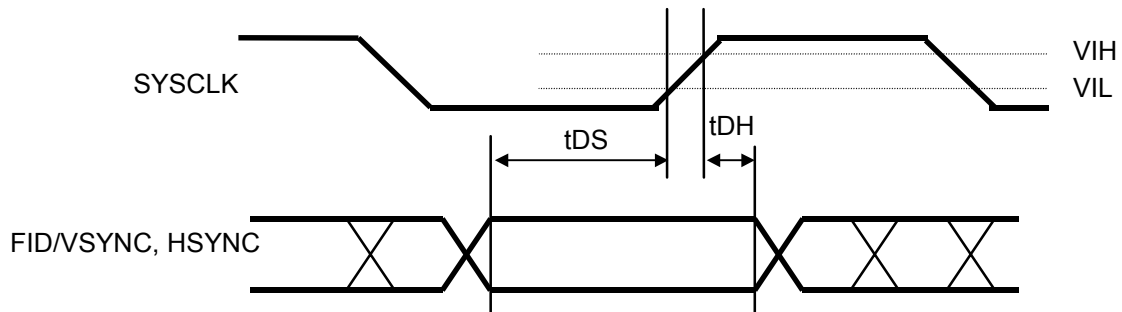 VIH
SYSCLK
VIL
tDH
tDS
FID/VSYNC, HSYNC